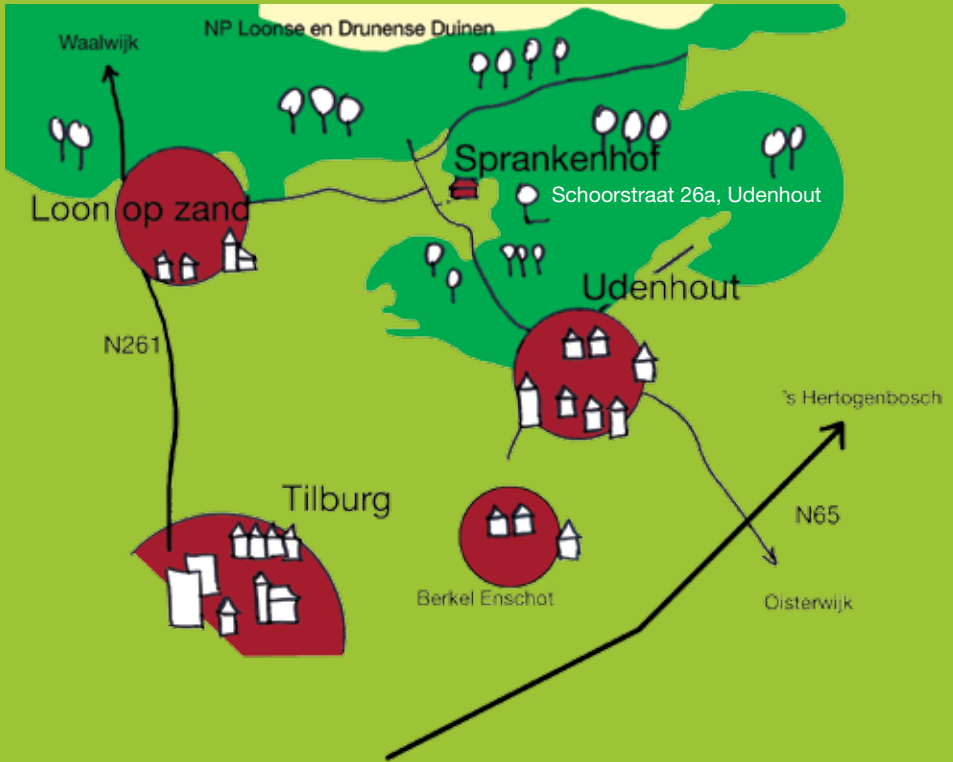 NP Loonse en Drunense Duinen
Waalwijk
Sprankenhof
Schoorstraat 26a, Udenhout
Loon op zand
Udenhout
N261
's Hertogenbosch
Tilburg
N65
Berkel Enschot
Oisterwijk